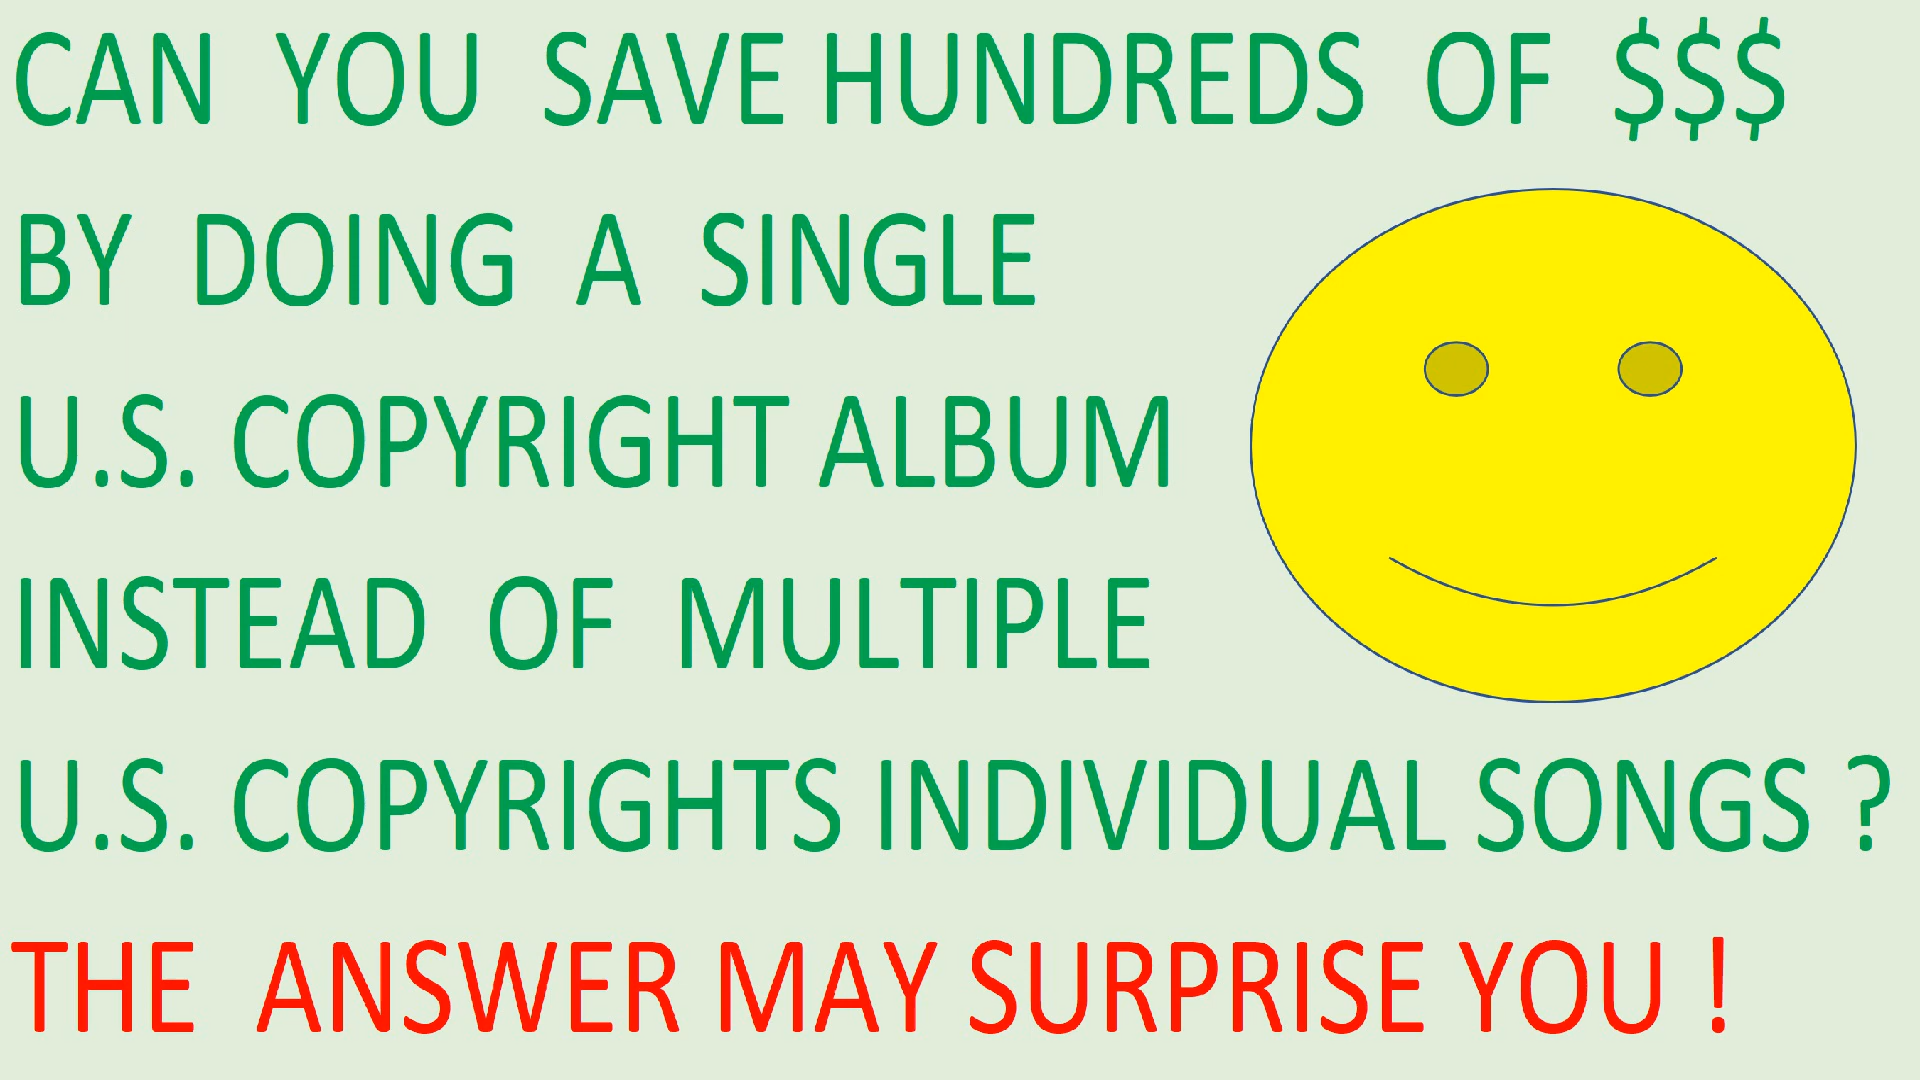 CAN YOU SAVE HUNDREDS OF $$$
BY DOING A SINGLE
U.S. COPYRIGHT ALBUM
INSTEAD OF MULTIPLE
U.S. COPYRIGHTS INDIVIDUAL SONGS ?
THE ANSWER MAY SURPRISE YOU !